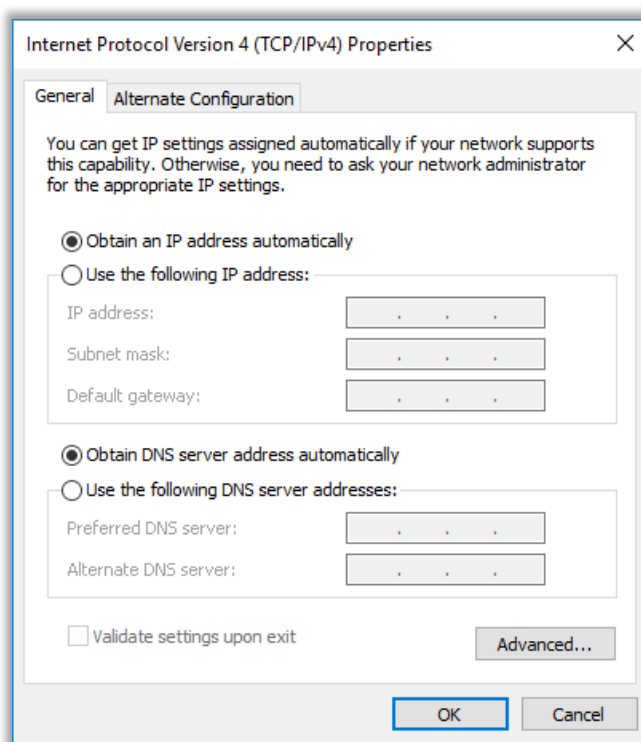 Internet Protocol Version 4 (TCP/IPv4) Properties
General
Alternate Configuration
You can get IP settings assigned automatically if your network supports
this capability. Otherwise, you need to ask your network administrator
for the appropriate IP settings.
Obtain an IP address automatically
Use the following IP address:
IP address:
Subnet mask:
Default gateway:
Obtain DNS server address automatically
Use the following DNS server addresses:
Preferred DNS server:
Alternate DNS server:
Validate settings upon exit
Advanced...
OK
Cancel